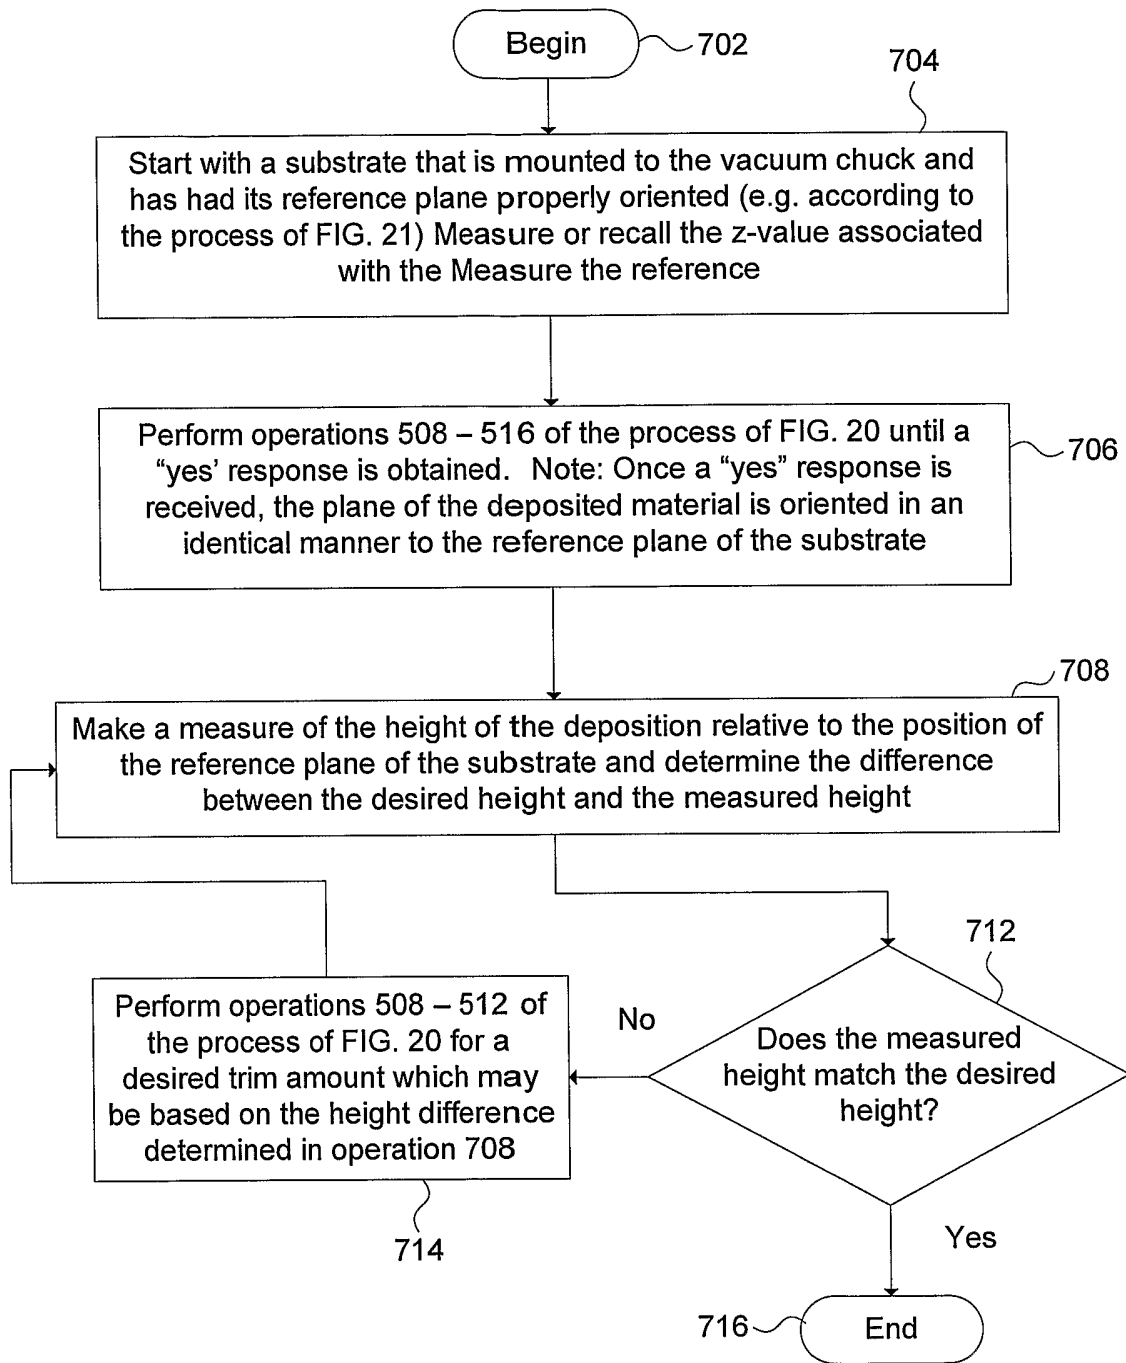 Begin
702
704
Start with a substrate that is mounted to the vacuum chuck and
has had its reference plane properly oriented (e.g. according to
the process of FIG. 21) Measure or recall the z-value associated
with the Measure the reference
Perform operations 508 – 516 of the process of FIG. 20 until a
“yes’ response is obtained. Note: Once a “yes” response is
received, the plane of the deposited material is oriented in an
identical manner to the reference plane of the substrate
706
708
Make a measure of the height of the deposition relative to the position of
the reference plane of the substrate and determine the difference
between the desired height and the measured height
712
Does the measured
height match the desired
height?
No
Perform operations 508 – 512 of
the process of FIG. 20 for a
desired trim amount which may
be based on the height difference
determined in operation 708
714
Yes
716
End